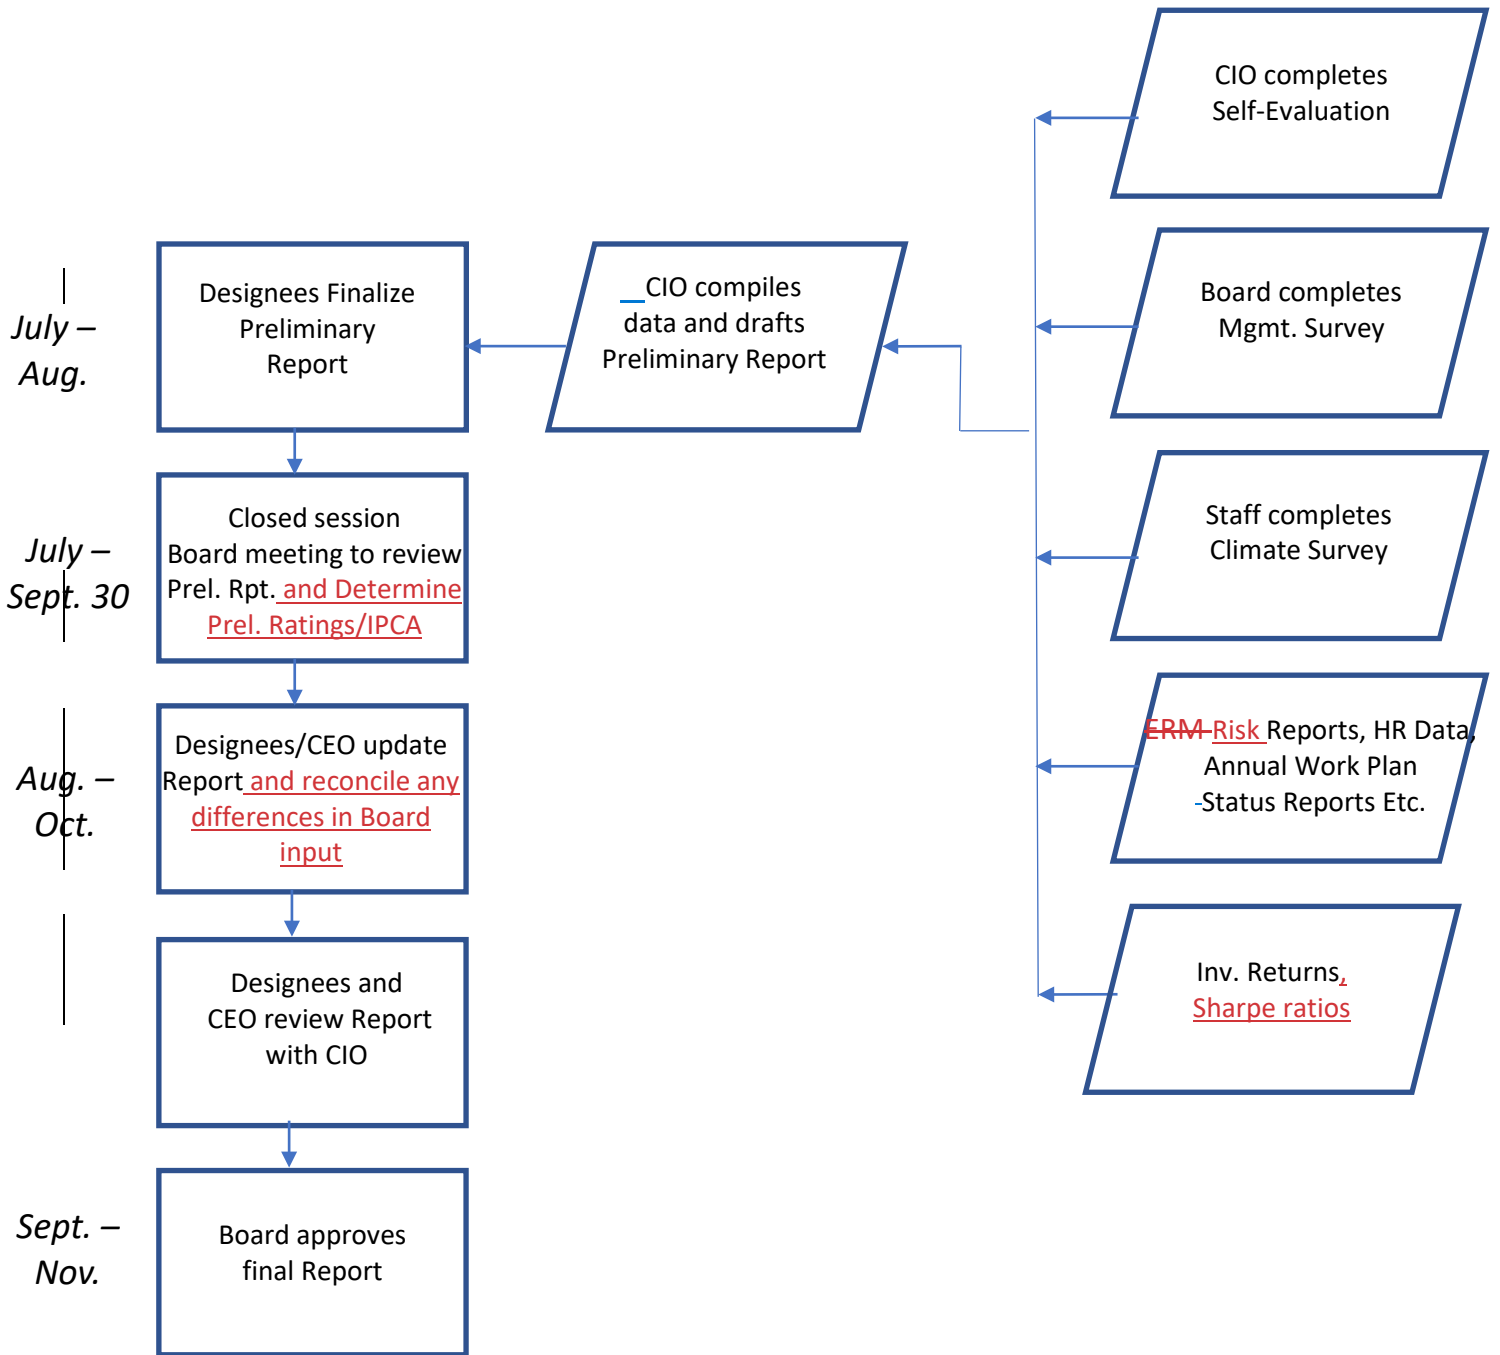 CIO completes
Self-Evaluation
Board completes
Mgmt. Survey
Staff completes
Climate Survey
ERM Risk Reports, HR Data,
Annual Work Plan
-Status Reports Etc.
Inv. Returns,
Sharpe ratios
CIO compiles
data and drafts
Preliminary Report
July –
Aug.
Designees Finalize
Preliminary
Report
July –
Sept. 30
Closed session
Board meeting to review
Prel. Rpt. and Determine
Prel. Ratings/IPCA
Aug. –
Oct.
Designees/CEO update
Report and reconcile any
differences in Board
input
Designees and
CEO review Report
with CIO
Sept. –
Nov.
Board approves
final Report